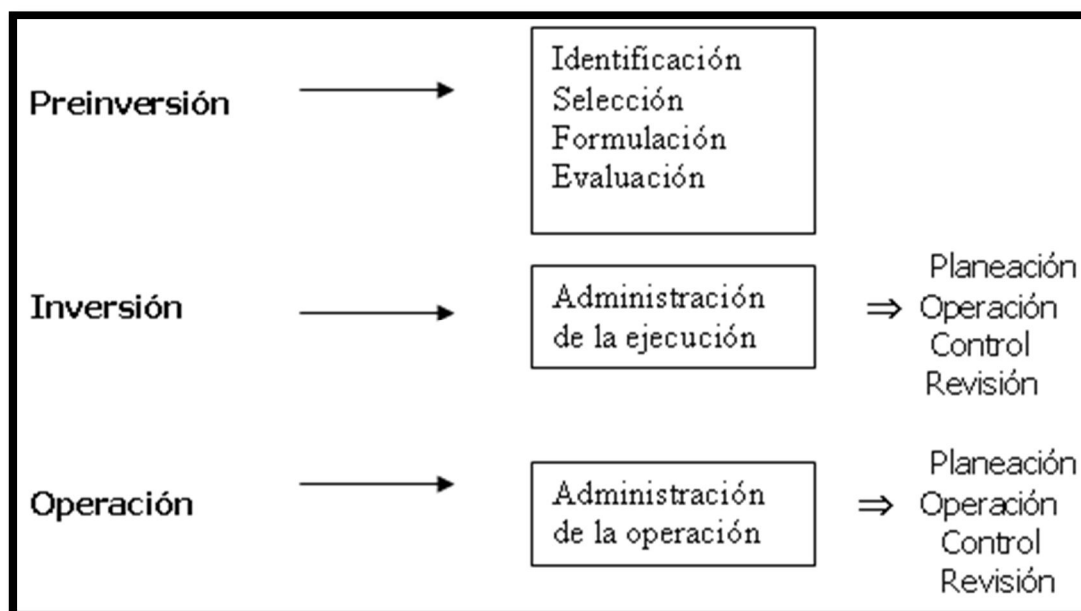 Preinversión
Identificación
Selección
Formulación
Evaluación
Inversión
Administración
de la ejecución
⇒
Planeación
Operación
Control
Revisión
Operación
Administración
de la operación
⇒
Planeación
Operación
Control
Revisión